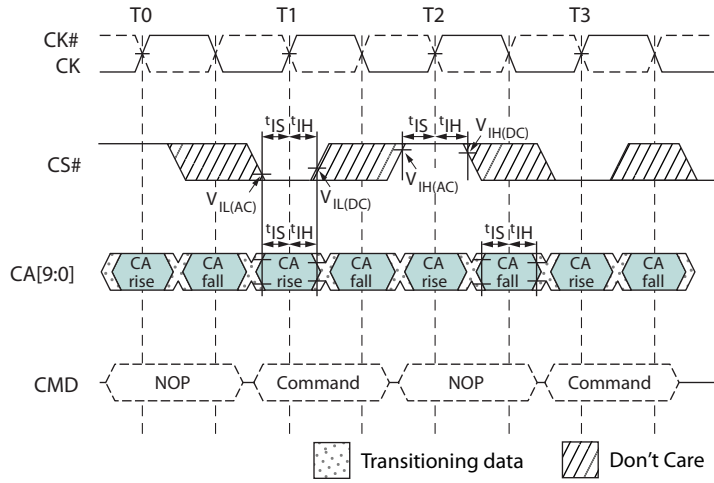 T0 T1 T2 T3
CK#
CK
tIS tIH tIS tIH VIH(DC)
CS#
VIL(AC) VIL(DC) VIH(AC)
tIS tIH tIS tIH
CA[9:0]
CA rise CA fall CA rise CA fall CA rise CA fall CA rise CA fall
CMD NOP Command NOP Command
Transitioning data Don't Care